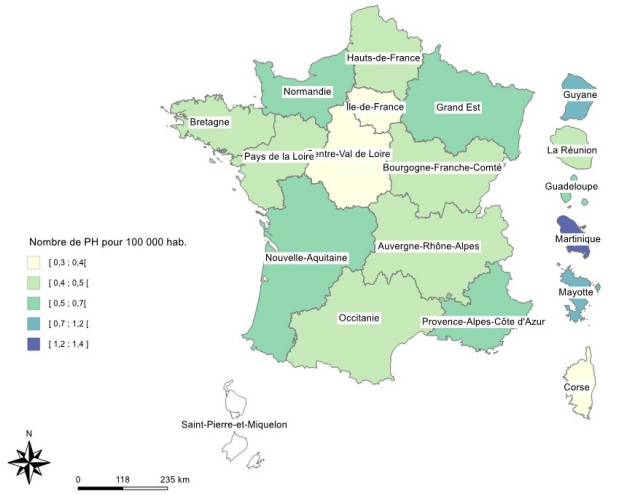 Hauts-de-France
Normandie
Île-de-France
Grand Est
Guyane
Bretagne
La Réunion
Pays de la Loire
entre-Val de Loire
Bourgogne-Franche-Comté
Guadeloupe
Martinique
Nombre de PH pour 100 000 hab.
[ 0,3 ; 0,4[
[ 0,4 ; 0,5 [
[ 0,5 ; 0,7[
[ 0,7 ; 1,2 [
[ 1,2 ; 1,4 ]
Auvergne-Rhône-Alpes
Nouvelle-Aquitaine
Mayotte
Occitanie
Provence-Alpes-Côte d'Azur
Corse
Saint-Pierre-et-Miquelon
N
0 118 235 km